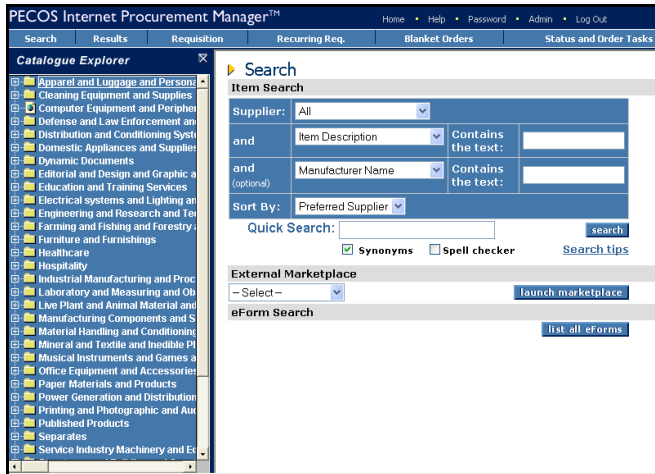 PECOS Internet Procurement Manager™
Home • Help • Password • Admin • Log Out
Search Results Requisition Recurring Req. Blanket Orders Status and Order Tasks
Catalogue Explorer
Apparel and Luggage and Persona
Cleaning Equipment and Supplies
Computer Equipment and Peripher
Defense and Law Enforcement an
Distribution and Conditioning Syste
Domestic Appliances and Supplies
Dynamic Documents
Editorial and Design and Graphic a
Education and Training Services
Electrical systems and Lighting an
Engineering and Research and Tec
Farming and Fishing and Forestry a
Furniture and Furnishings
Healthcare
Hospitality
Industrial Manufacturing and Proc
Laboratory and Measuring and Ob
Live Plant and Animal Material and
Manufacturing Components and S
Material Handling and Conditioning
Mineral and Textile and Inedible Pl
Musical Instruments and Games a
Office Equipment and Accessories
Paper Materials and Products
Power Generation and Distribution
Printing and Photographic and Aud
Published Products
Separates
Service Industry Machinery and Eq
Search
Item Search
Supplier: All
and Item Description Contains the text:
and (optional) Manufacturer Name Contains the text:
Sort By: Preferred Supplier
Quick Search: search
Synonyms Spell checker Search tips
External Marketplace
– Select – launch marketplace
eForm Search
list all eForms